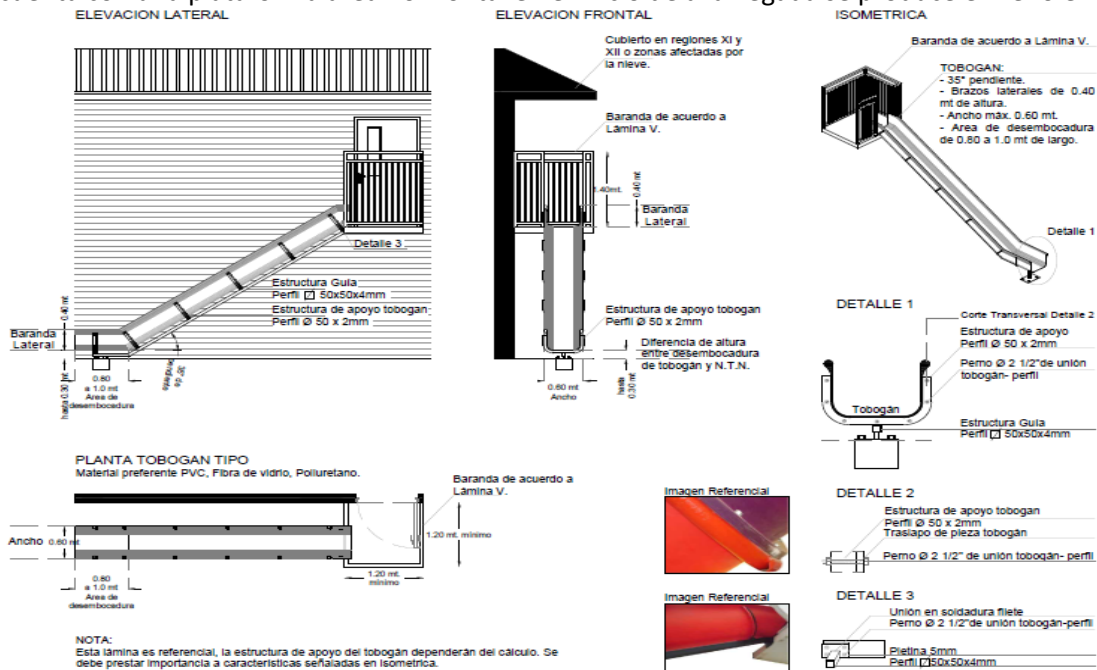 ELEVACION LATERAL
Detalle 3
Estructura Guia
Perfil 50x50x4mm
Estructura de apoyo tobogan
Perfil Ø 50 x 2mm
0.40 mt
Baranda
Lateral
hasta 0.30 mt
0.80
a 1.0 mt
Area de
desembocadura
35° de
pendiente
ELEVACION FRONTAL
Cubierto en regiones XI y
XII o zonas afectadas por
la nieve.
Baranda de acuerdo a
Lámina V.
1.40mt.
0.40 mt
Baranda
Lateral
Estructura de apoyo tobogan
Perfil Ø 50 x 2mm
Diferencia de altura
entre desembocadura
de tobogán y N.T.N.
0.60 mt
Ancho
hasta
0.30 mt
ISOMETRICA
Baranda de acuerdo a Lámina V.
TOBOGAN:
- 35° pendiente.
- Brazos laterales de 0.40
mt de altura.
- Ancho máx. 0.60 mt.
- Area de desembocadura
de 0.80 a 1.0 mt de largo.
Detalle 1
DETALLE 1
Corte Transversal Detalle 2
Estructura de apoyo
Perfil Ø 50 x 2mm
Perno Ø 2 1/2"de unión
tobogán- perfil
Tobogán
Estructura Guia
Perfil 50x50x4mm
PLANTA TOBOGAN TIPO
Material preferente PVC, Fibra de vidrio, Poliuretano.
Baranda de acuerdo a
Lámina V.
Ancho 0.60 mt
1.20 mt. mínimo
1.20 mt.
mínimo
0.80
a 1.0 mt
Area de
desembocadura
NOTA:
Esta lámina es referencial, la estructura de apoyo del tobogán dependerán del cálculo. Se
debe prestar importancia a características señaladas en isometrica.
Imagen Referencial
Imagen Referencial
DETALLE 2
Estructura de apoyo tobogan
Perfil Ø 50 x 2mm
Traslapo de pieza tobogán
Perno Ø 2 1/2" de unión tobogán- perfil
DETALLE 3
Unión en soldadura filete
Perno Ø 2 1/2"de unión tobogán-perfil
Pletina 5mm
Perfil 50x50x4mm